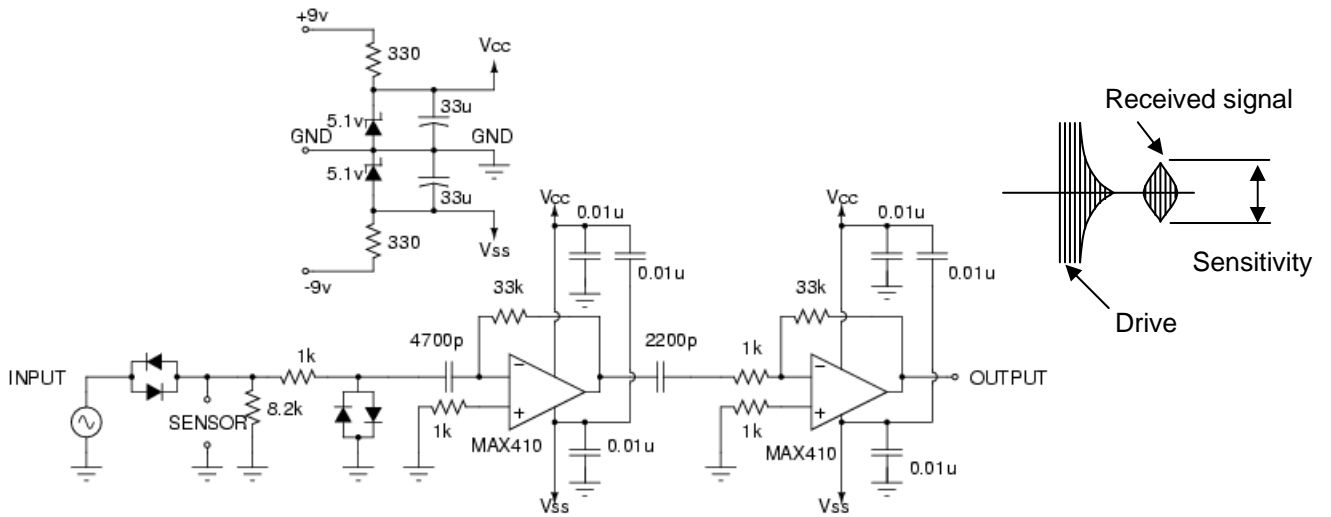 +9v
330
Vcc
33u
5.1v
GND
GND
5.1v
33u
Vss
330
-9v
Received signal
Sensitivity
Drive
Vcc
0.01u
0.01u
33k
4700p
2200p
1k
INPUT
SENSOR
8.2k
1k
MAX410
0.01u
Vss
Vcc
0.01u
0.01u
33k
1k
OUTPUT
1k
MAX410
0.01u
Vss